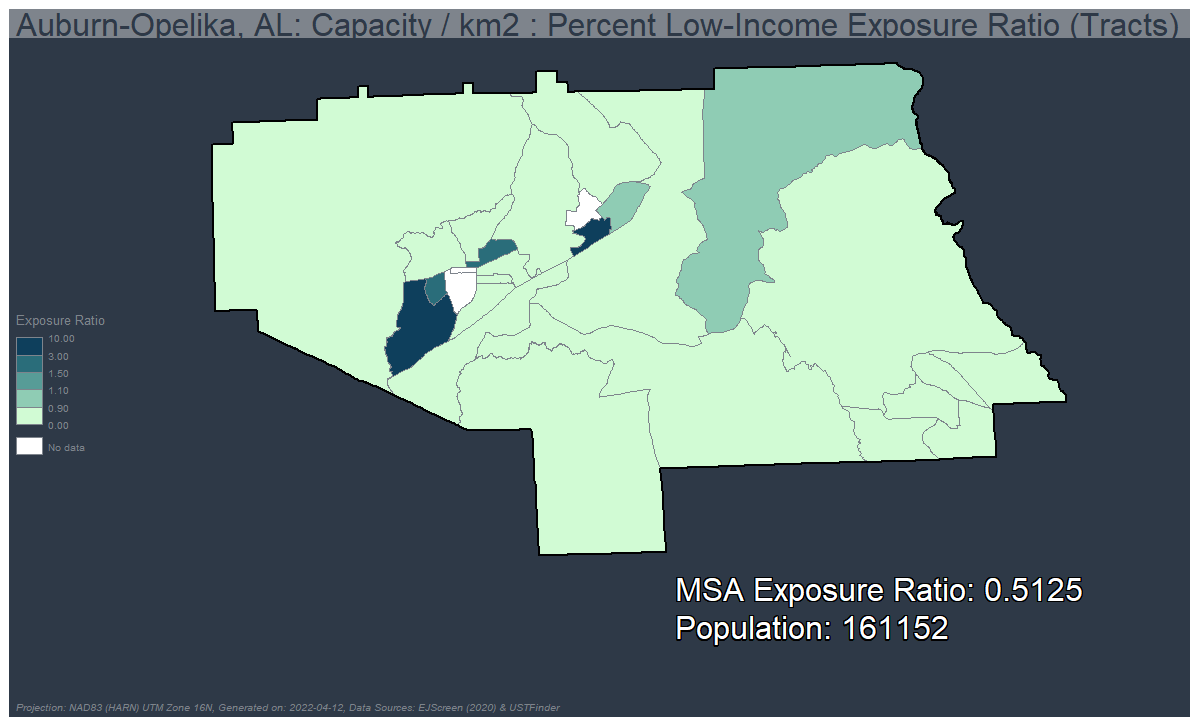 Auburn-Opelika, AL: Capacity / km2 : Percent Low-Income Exposure Ratio (Tracts)
Exposure Ratio
10.00
3.00
1.50
1.10
0.90
0.00
No data
MSA Exposure Ratio: 0.5125
Population: 161152
Projection: NAD83 (HARN) UTM Zone 16N, Generated on: 2022-04-12, Data Sources: EJScreen (2020) & USTFinder